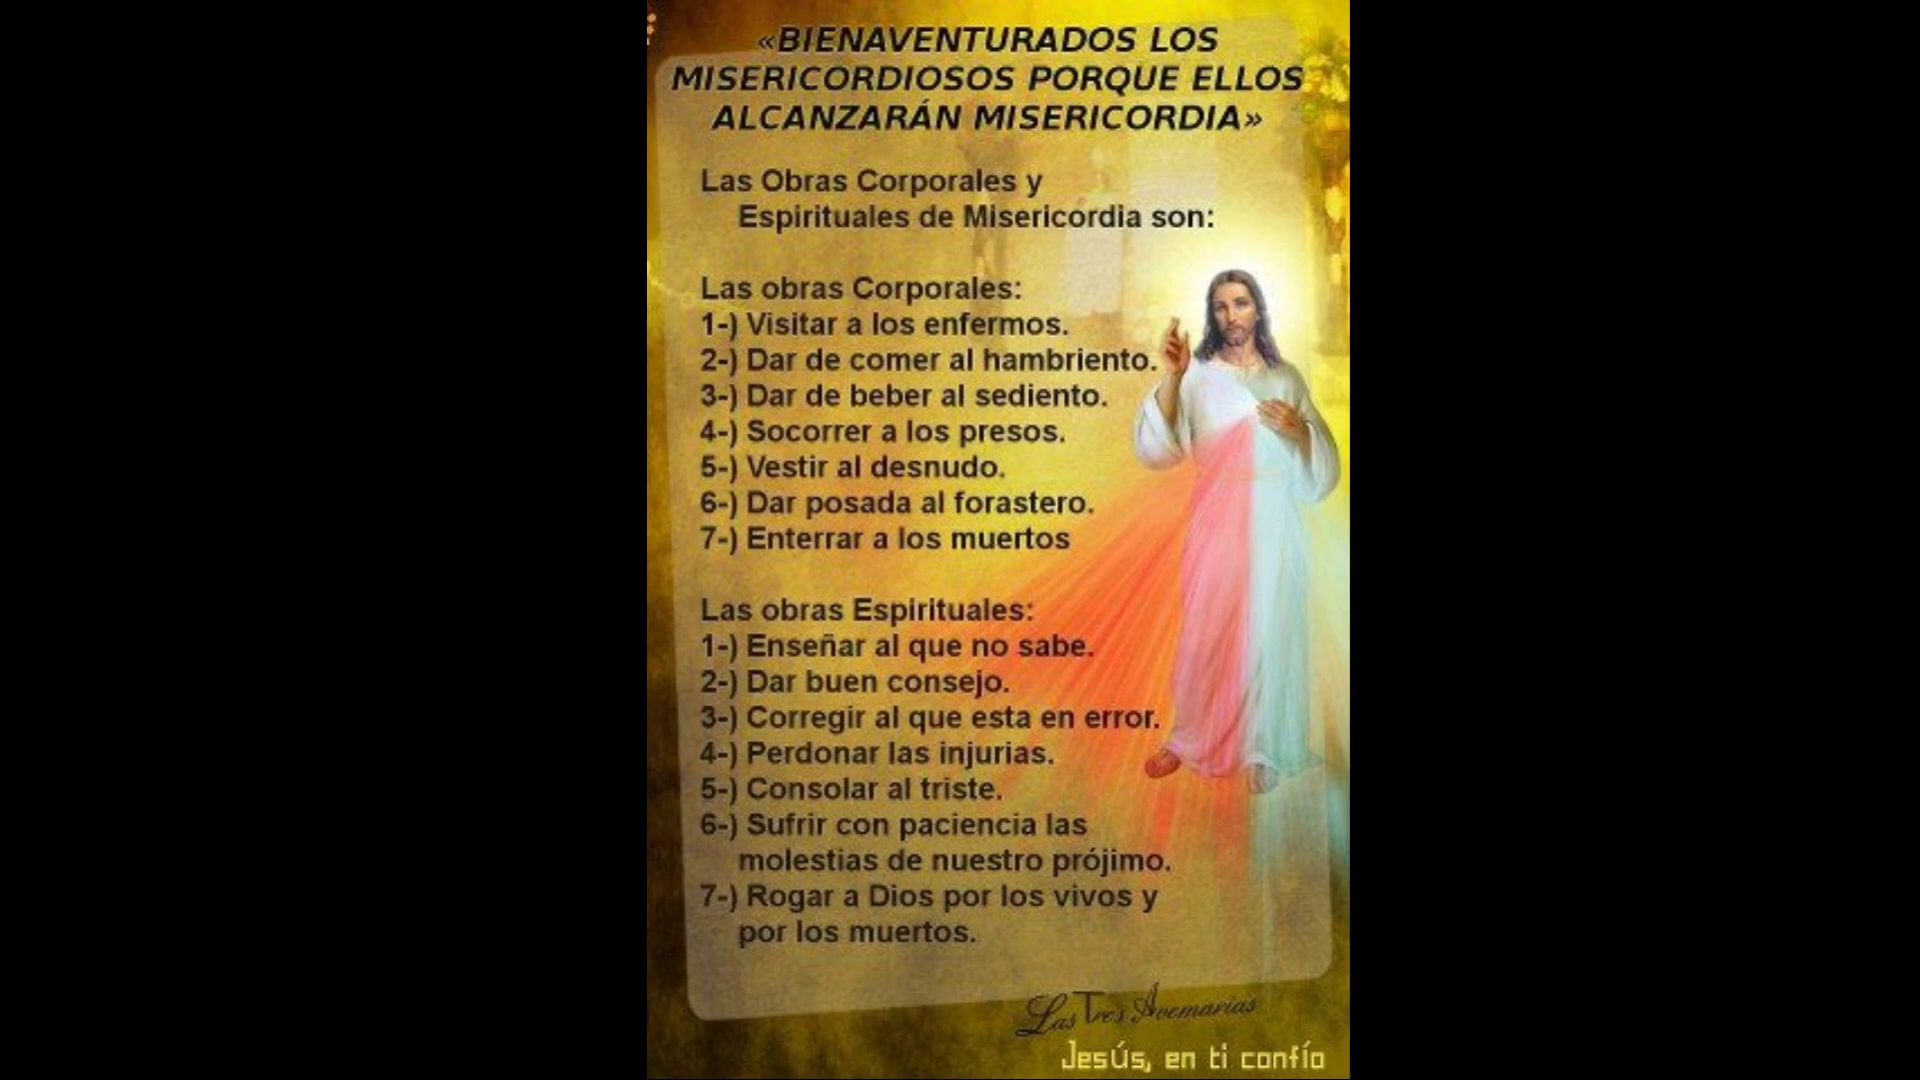 «BIENAVENTURADOS LOS
MISERICORDIOSOS PORQUE ELLOS
ALCANZARÁN MISERICORDIA»
Las Obras Corporales y
Espirituales de Misericordia son:
Las obras Corporales:
1-) Visitar a los enfermos.
2-) Dar de comer al hambriento.
3-) Dar de beber al sediento.
4-) Socorrer a los presos.
5-) Vestir al desnudo.
6-) Dar posada al forastero.
7-) Enterrar a los muertos
Las obras Espirituales:
1-) Enseñar al que no sabe.
2-) Dar buen consejo.
3-) Corregir al que esta en error.
4-) Perdonar las injurias.
5-) Consolar al triste.
6-) Sufrir con paciencia las
molestias de nuestro prójimo.
7-) Rogar a Dios por los vivos y
por los muertos.
Las Tres Avemarías
Jesús, en ti confío